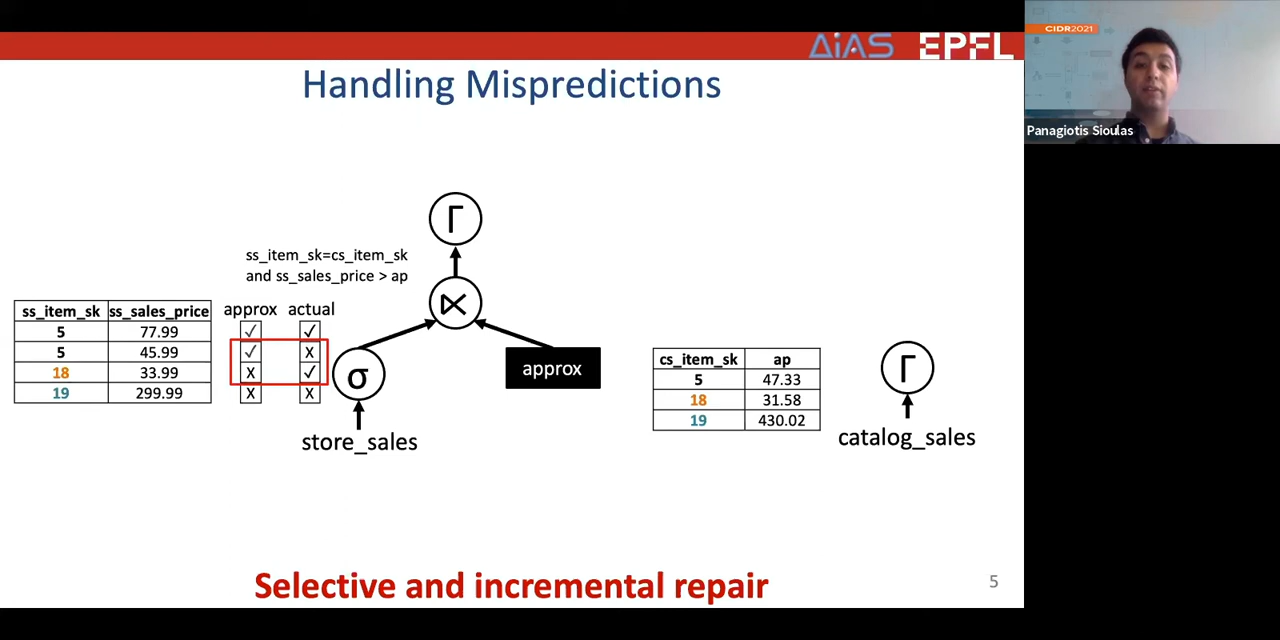 AiAS EPFL
CIDR2021
Handling Mispredictions
Panagiotis Sioulas
Γ
ss_item_sk=cs_item_sk
and ss_sales_price > ap
⋉
ss_item_sk ss_sales_price approx actual
5 77.99 ✓ ✓
5 45.99 ✓ X
18 33.99 X ✓
19 299.99 X X
σ
approx
cs_item_sk ap
5 47.33
18 31.58
19 430.02
Γ
store_sales
catalog_sales
Selective and incremental repair
5